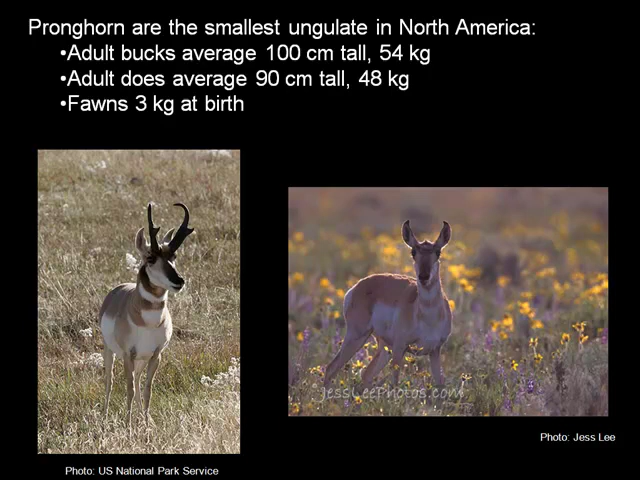 Pronghorn are the smallest ungulate in North America:
•Adult bucks average 100 cm tall, 54 kg
•Adult does average 90 cm tall, 48 kg
•Fawns 3 kg at birth
JessLeePhotos.com
Photo: Jess Lee
Photo: US National Park Service